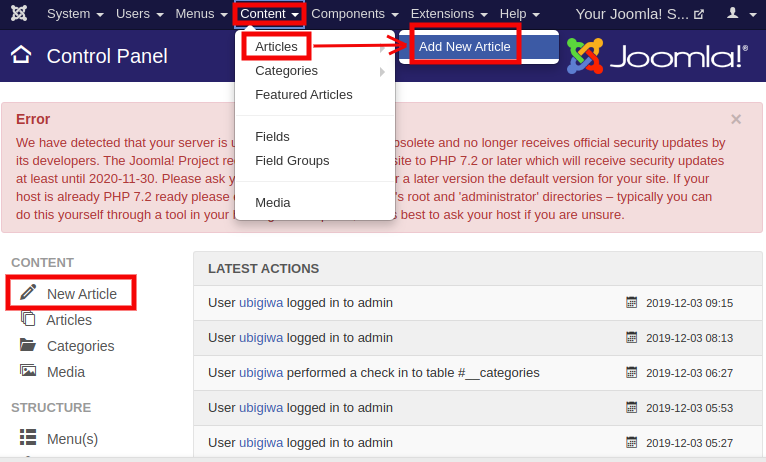 System Users Menus Content Components Extensions Help Your Joomla! S...
Articles
Add New Article
Control Panel
Joomla!®
Categories
Featured Articles
Fields
Field Groups
Media
Error
We have detected that your server is u bsolete and no longer receives official security updates by
its developers. The Joomla! Project re site to PHP 7.2 or later which will receive security updates
at least until 2020-11-30. Please ask y r a later version the default version for your site. If your
host is already PHP 7.2 ready please e 's root and 'administrator' directories – typically you can
do this yourself through a tool in your best to ask your host if you are unsure.
CONTENT
New Article
Articles
Categories
Media
STRUCTURE
Menu(s)
LATEST ACTIONS
User ubigiwa logged in to admin 2019-12-03 09:15
User ubigiwa logged in to admin 2019-12-03 08:13
User ubigiwa performed a check in to table #__categories 2019-12-03 06:27
User ubigiwa logged in to admin 2019-12-03 05:53
User ubigiwa logged in to admin 2019-12-03 05:27